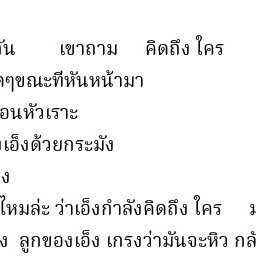 ัน เขาถาม คิดถึง ใคร
ๆขณะทีหันหน้ามา
อนหัวเราะ
เอ็งด้วยกระมัง
ง
ไหมล่ะ ว่าเอ็งกำลังคิดถึง ใคร
ง ลูกของเอ็ง เกรงว่ามันจะหิว กลั